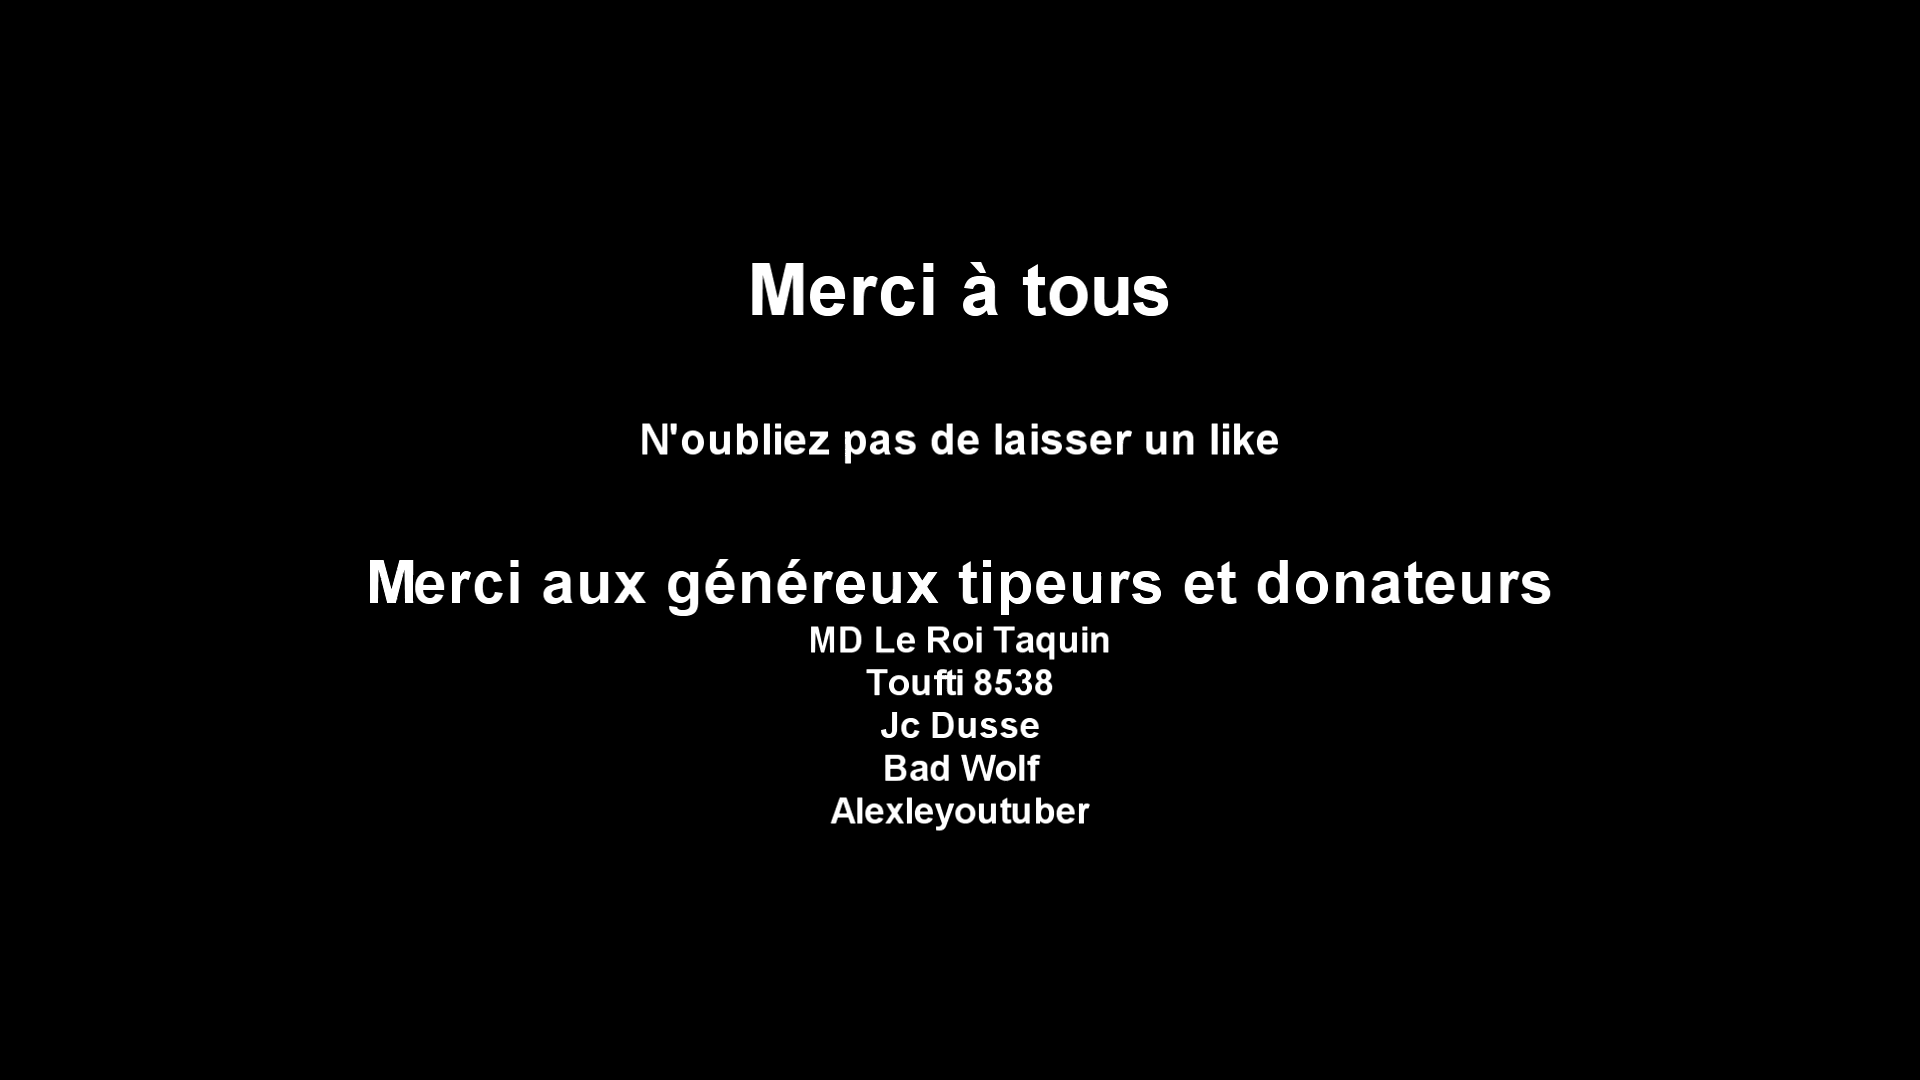 Merci à tous
N'oubliez pas de laisser un like
Merci aux généreux tipeurs et donateurs
MD Le Roi Taquin
Toufti 8538
Jc Dusse
Bad Wolf
Alexleyoutuber